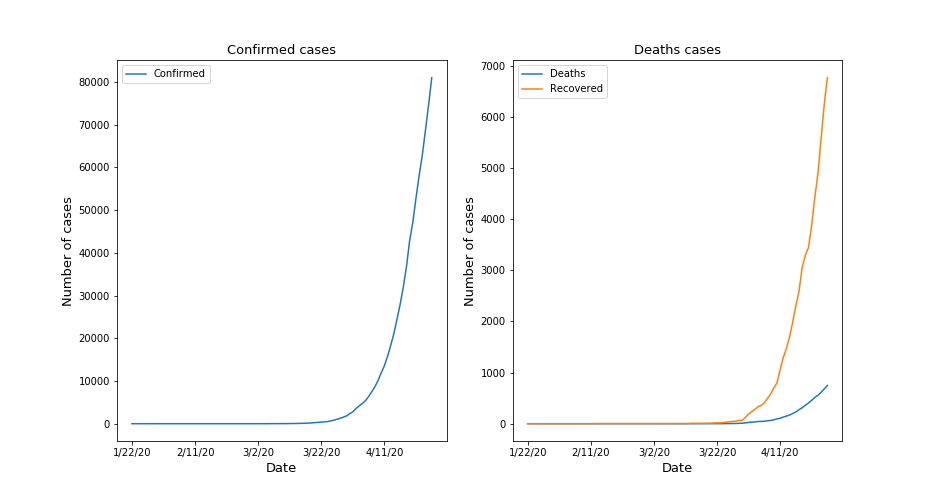 Confirmed cases
Confirmed
80000
70000
60000
50000
40000
30000
20000
10000
0
Number of cases
1/22/20 2/11/20 3/2/20 3/22/20 4/11/20
Date
Deaths cases
Deaths
Recovered
7000
6000
5000
4000
3000
2000
1000
0
Number of cases
1/22/20 2/11/20 3/2/20 3/22/20 4/11/20
Date